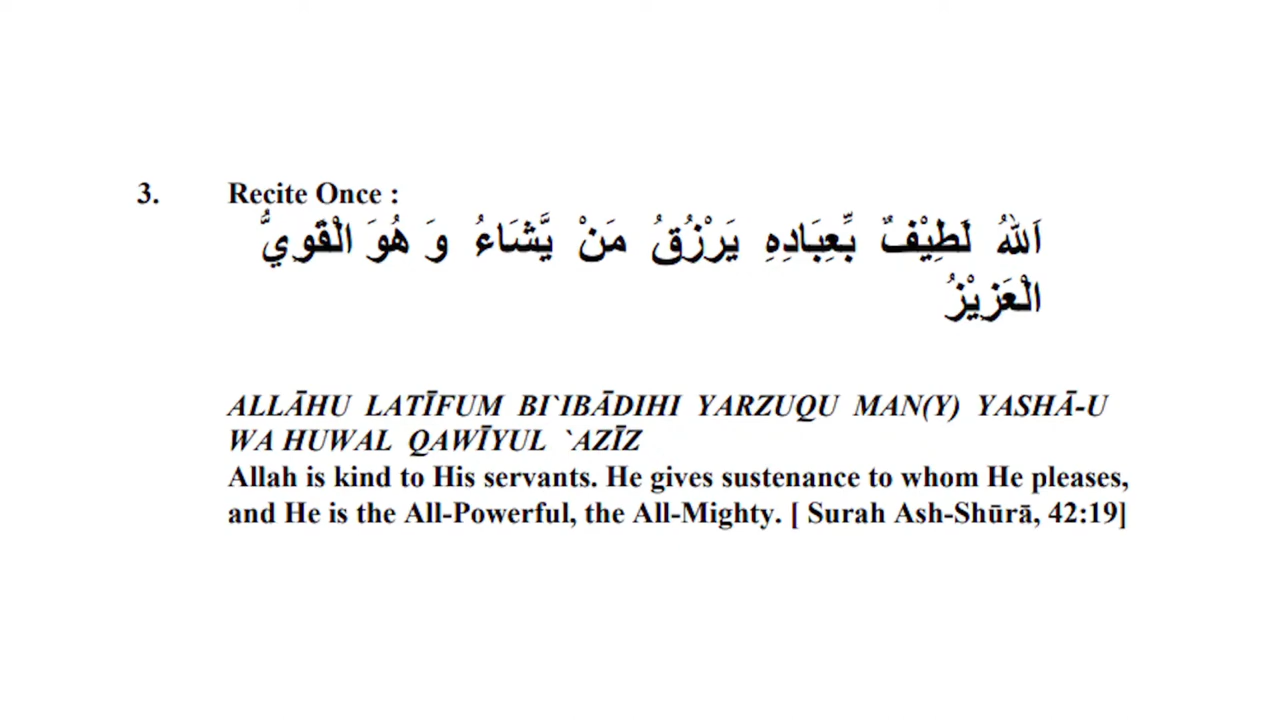 3. Recite Once :
اَللهُ لَطِيْفٌ بِّعِبَادِهِ يَرْزُقُ مَنْ يَّشَاءُ وَ هُوَ الْقَوِيُّ
الْعَزِيْزُ
ALLĀHU LATĪFUM BI`IBĀDIHI YARZUQU MAN(Y) YASHĀ-U
WA HUWAL QAWĪYUL `AZĪZ
Allah is kind to His servants. He gives sustenance to whom He pleases,
and He is the All-Powerful, the All-Mighty. [ Surah Ash-Shūrā, 42:19]